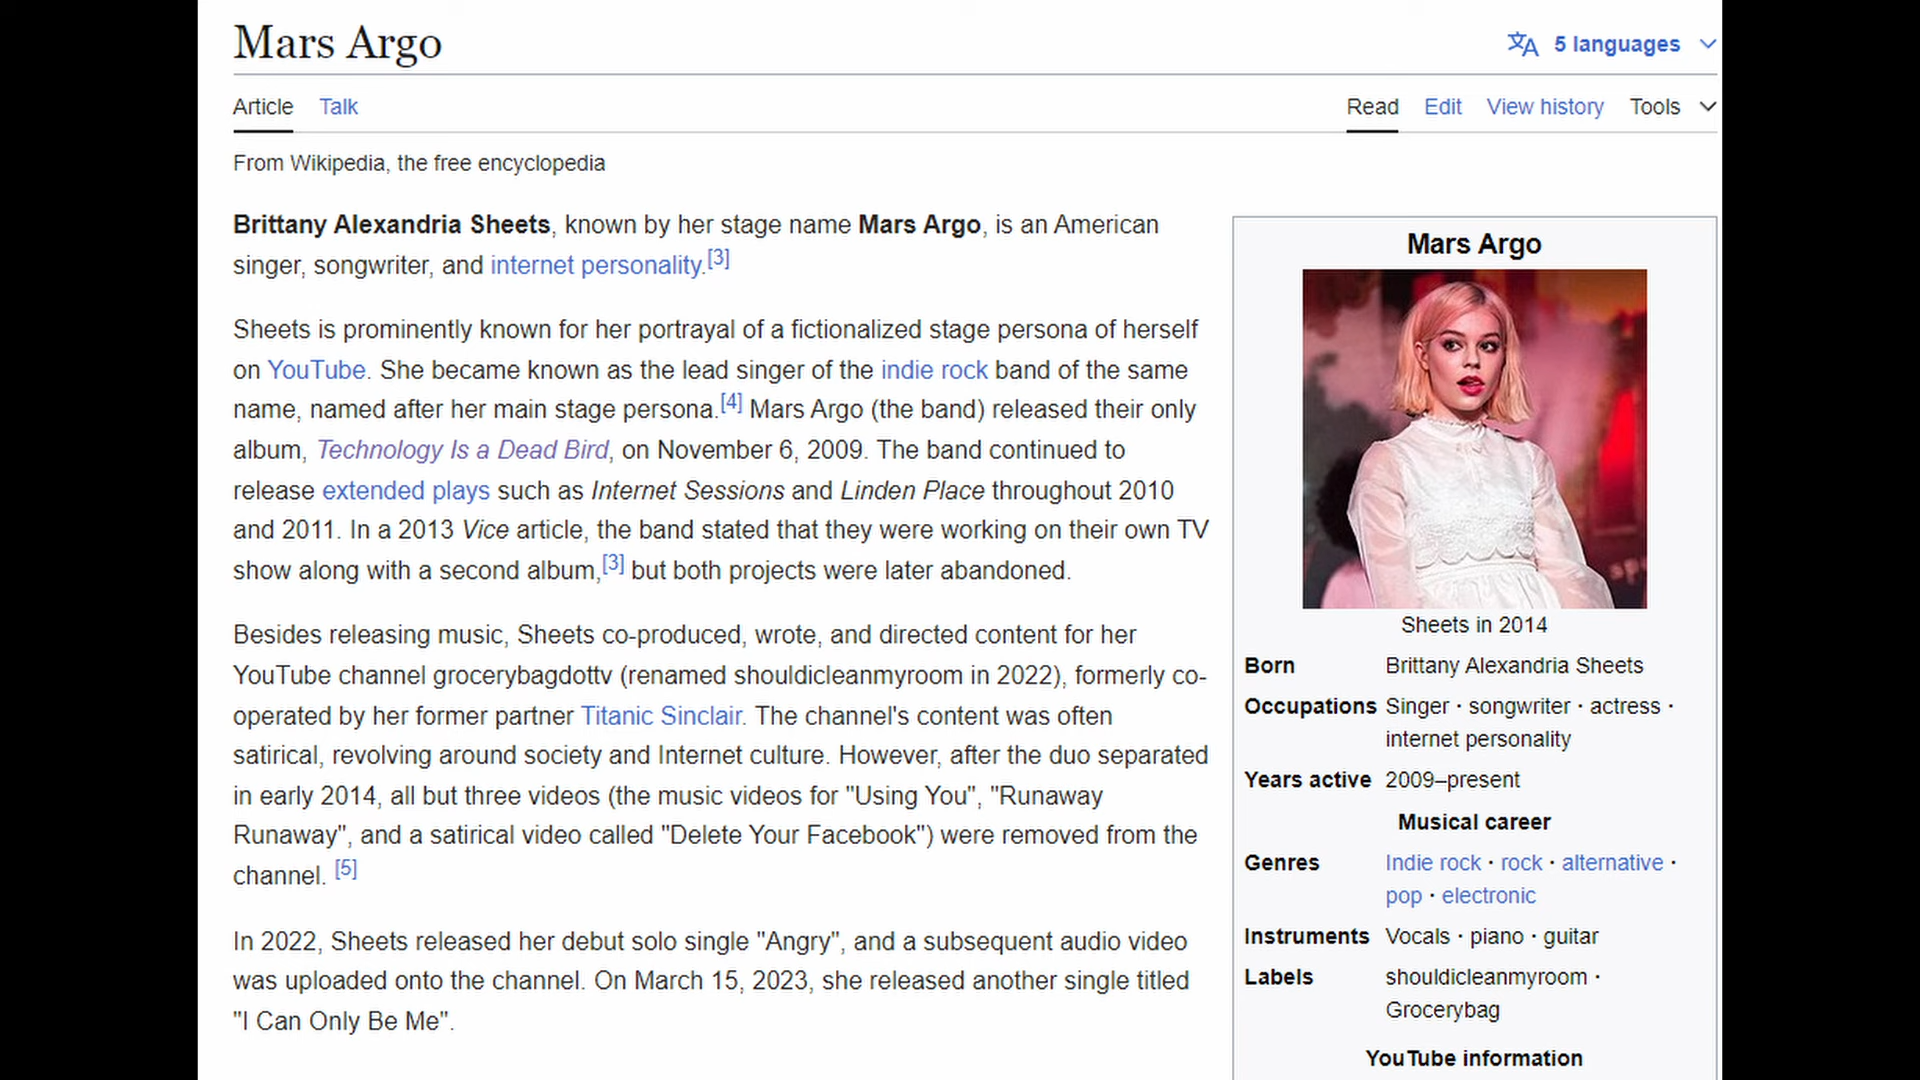 Mars Argo
5 languages
Article Talk
Read Edit View history Tools
From Wikipedia, the free encyclopedia
Brittany Alexandria Sheets, known by her stage name Mars Argo, is an American
singer, songwriter, and internet personality.[3]
Sheets is prominently known for her portrayal of a fictionalized stage persona of herself
on YouTube. She became known as the lead singer of the indie rock band of the same
name, named after her main stage persona.[4] Mars Argo (the band) released their only
album, Technology Is a Dead Bird, on November 6, 2009. The band continued to
release extended plays such as Internet Sessions and Linden Place throughout 2010
and 2011. In a 2013 Vice article, the band stated that they were working on their own TV
show along with a second album,[3] but both projects were later abandoned.
Besides releasing music, Sheets co-produced, wrote, and directed content for her
YouTube channel grocerybagdottv (renamed shouldicleanmyroom in 2022), formerly co-
operated by her former partner Titanic Sinclair. The channel's content was often
satirical, revolving around society and Internet culture. However, after the duo separated
in early 2014, all but three videos (the music videos for "Using You", "Runaway
Runaway", and a satirical video called "Delete Your Facebook") were removed from the
channel. [5]
In 2022, Sheets released her debut solo single "Angry", and a subsequent audio video
was uploaded onto the channel. On March 15, 2023, she released another single titled
"I Can Only Be Me".
Mars Argo
Sheets in 2014
Born Brittany Alexandria Sheets
Occupations Singer · songwriter · actress ·
internet personality
Years active 2009–present
Musical career
Genres Indie rock · rock · alternative ·
pop · electronic
Instruments Vocals · piano · guitar
Labels shouldicleanmyroom ·
Grocerybag
YouTube information